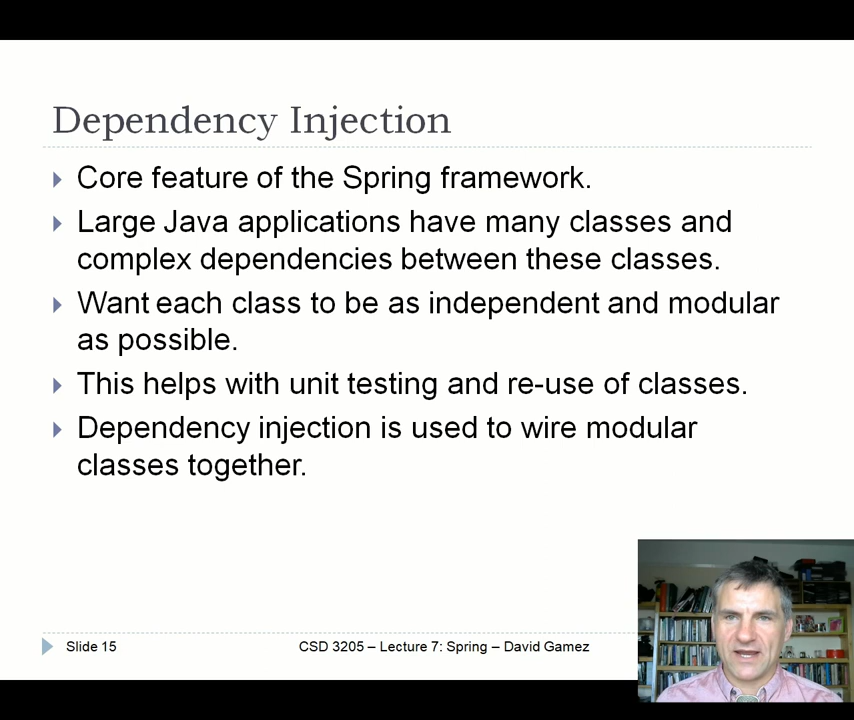 Dependency Injection
Core feature of the Spring framework.
Large Java applications have many classes and
complex dependencies between these classes.
Want each class to be as independent and modular
as possible.
This helps with unit testing and re-use of classes.
Dependency injection is used to wire modular
classes together.
Slide 15
CSD 3205 – Lecture 7: Spring – David Gamez